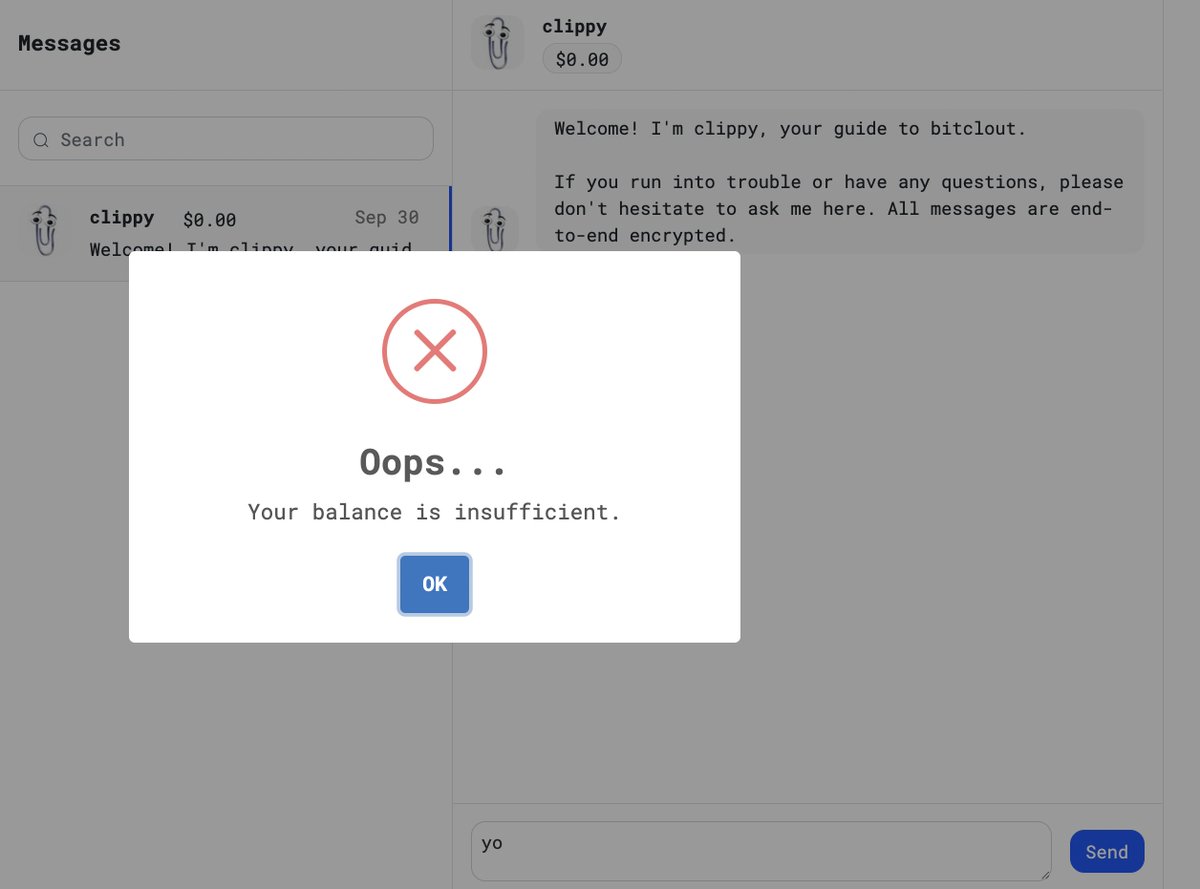 Messages
Search
clippy $0.00 Sep 30
Welcome! I'm clippy, your guid
clippy
$0.00
Welcome! I'm clippy, your guide to bitclout.
If you run into trouble or have any questions, please
don't hesitate to ask me here. All messages are end-
to-end encrypted.
Oops...
Your balance is insufficient.
OK
yo
Send